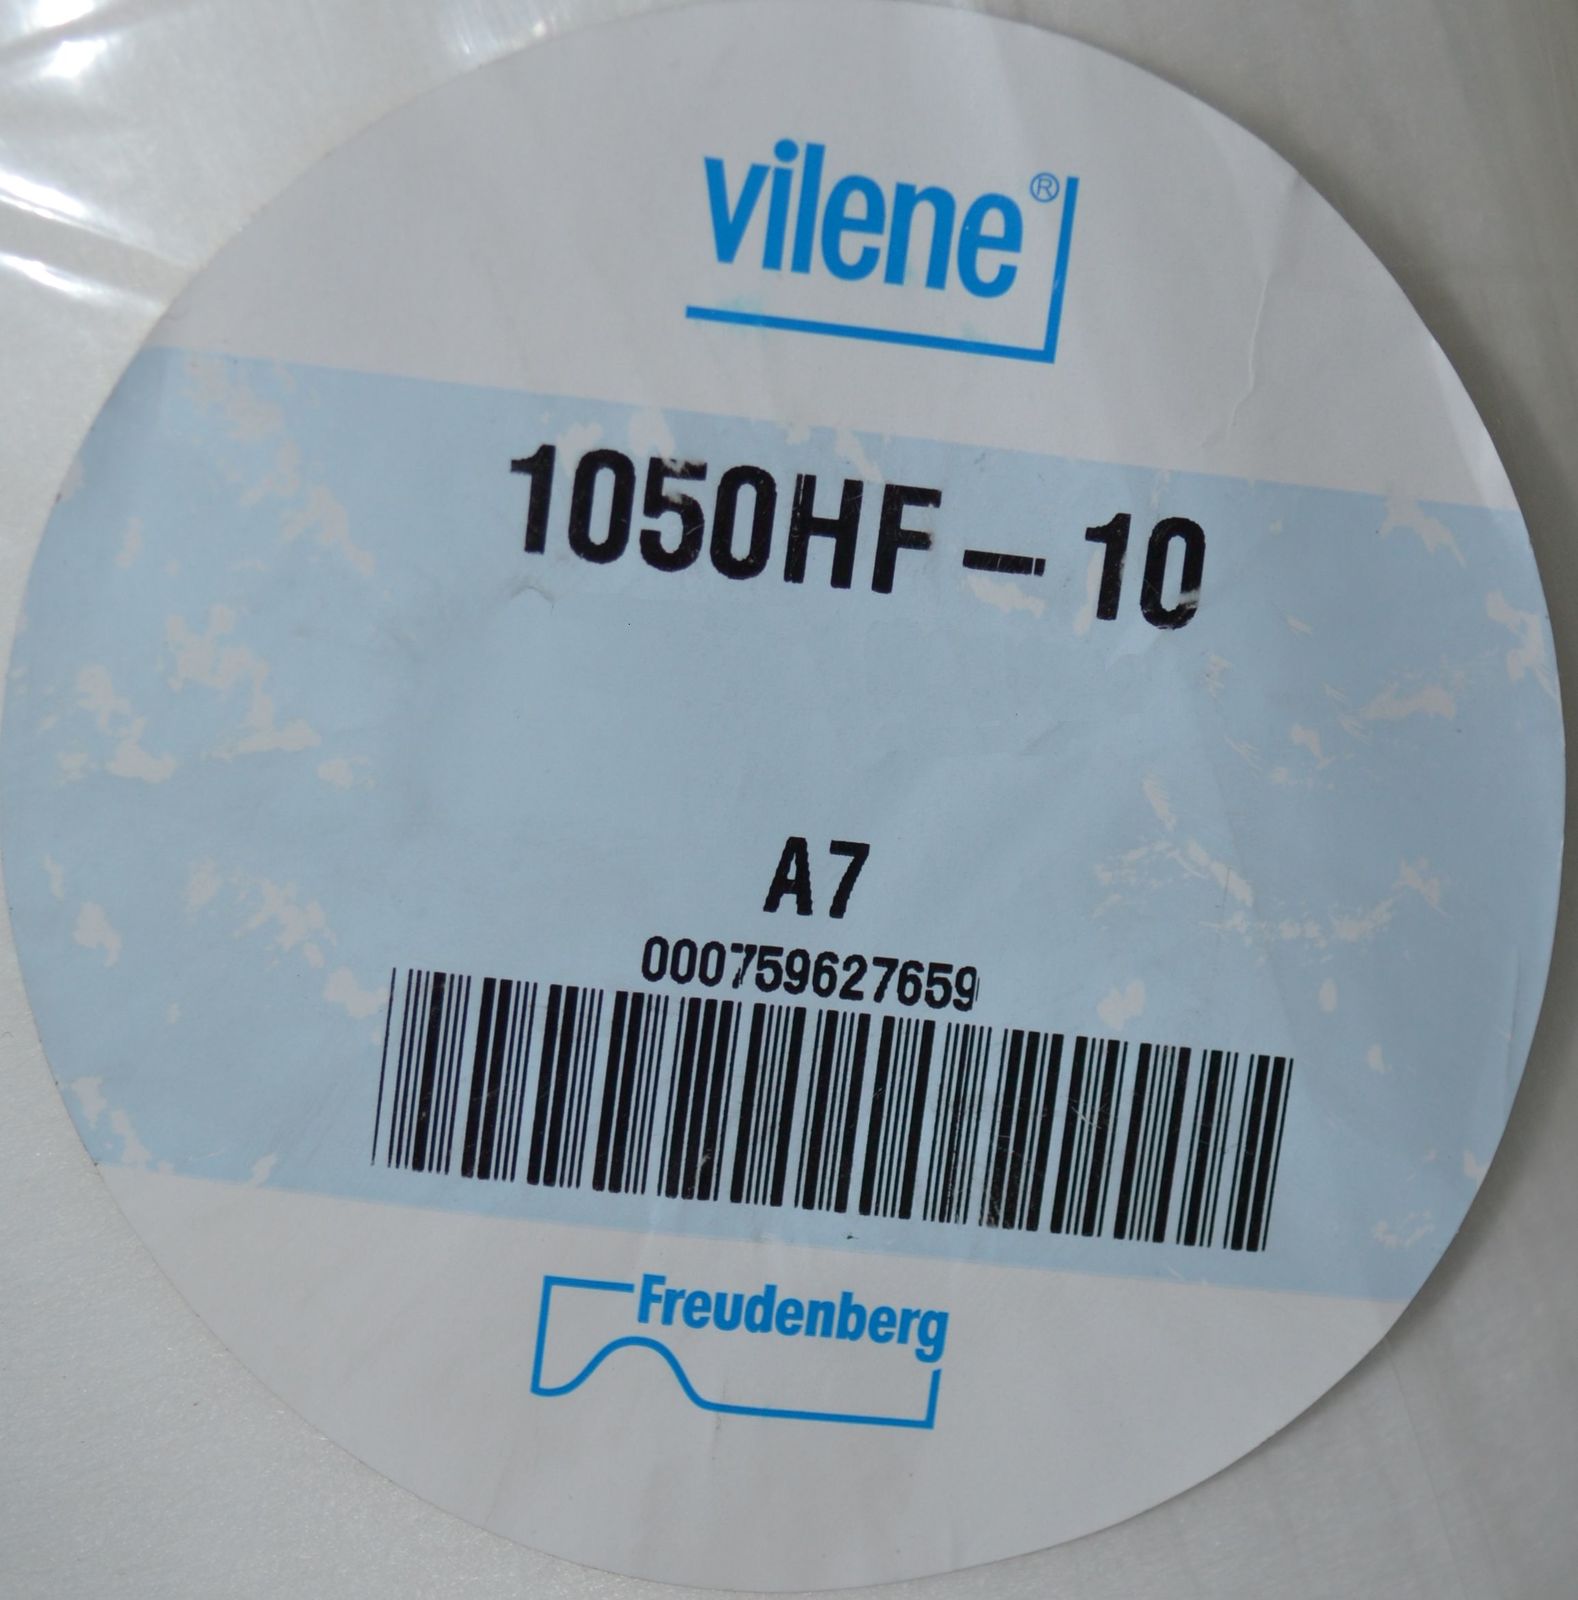 vilene®
1050HF - 10
A7
000759627659
Freudenberg